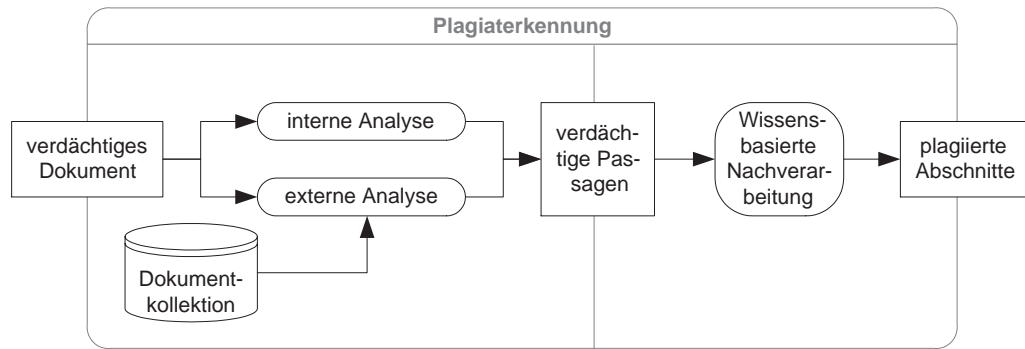 Plagiaterkennung
verdächtiges
Dokument
interne Analyse
externe Analyse
Dokument-
kollektion
verdäch-
tige Pas-
sagen
Wissens-
basierte
Nachverar-
beitung
plagiierte
Abschnitte